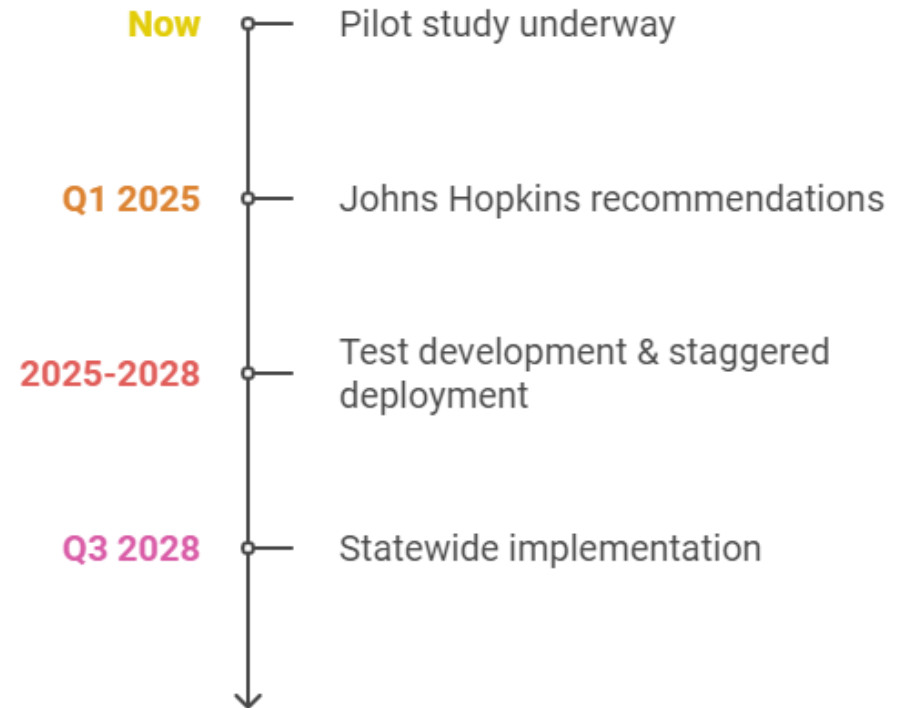 Now
Pilot study underway
Q1 2025
Johns Hopkins recommendations
2025-2028
Test development & staggered
deployment
Q3 2028
Statewide implementation